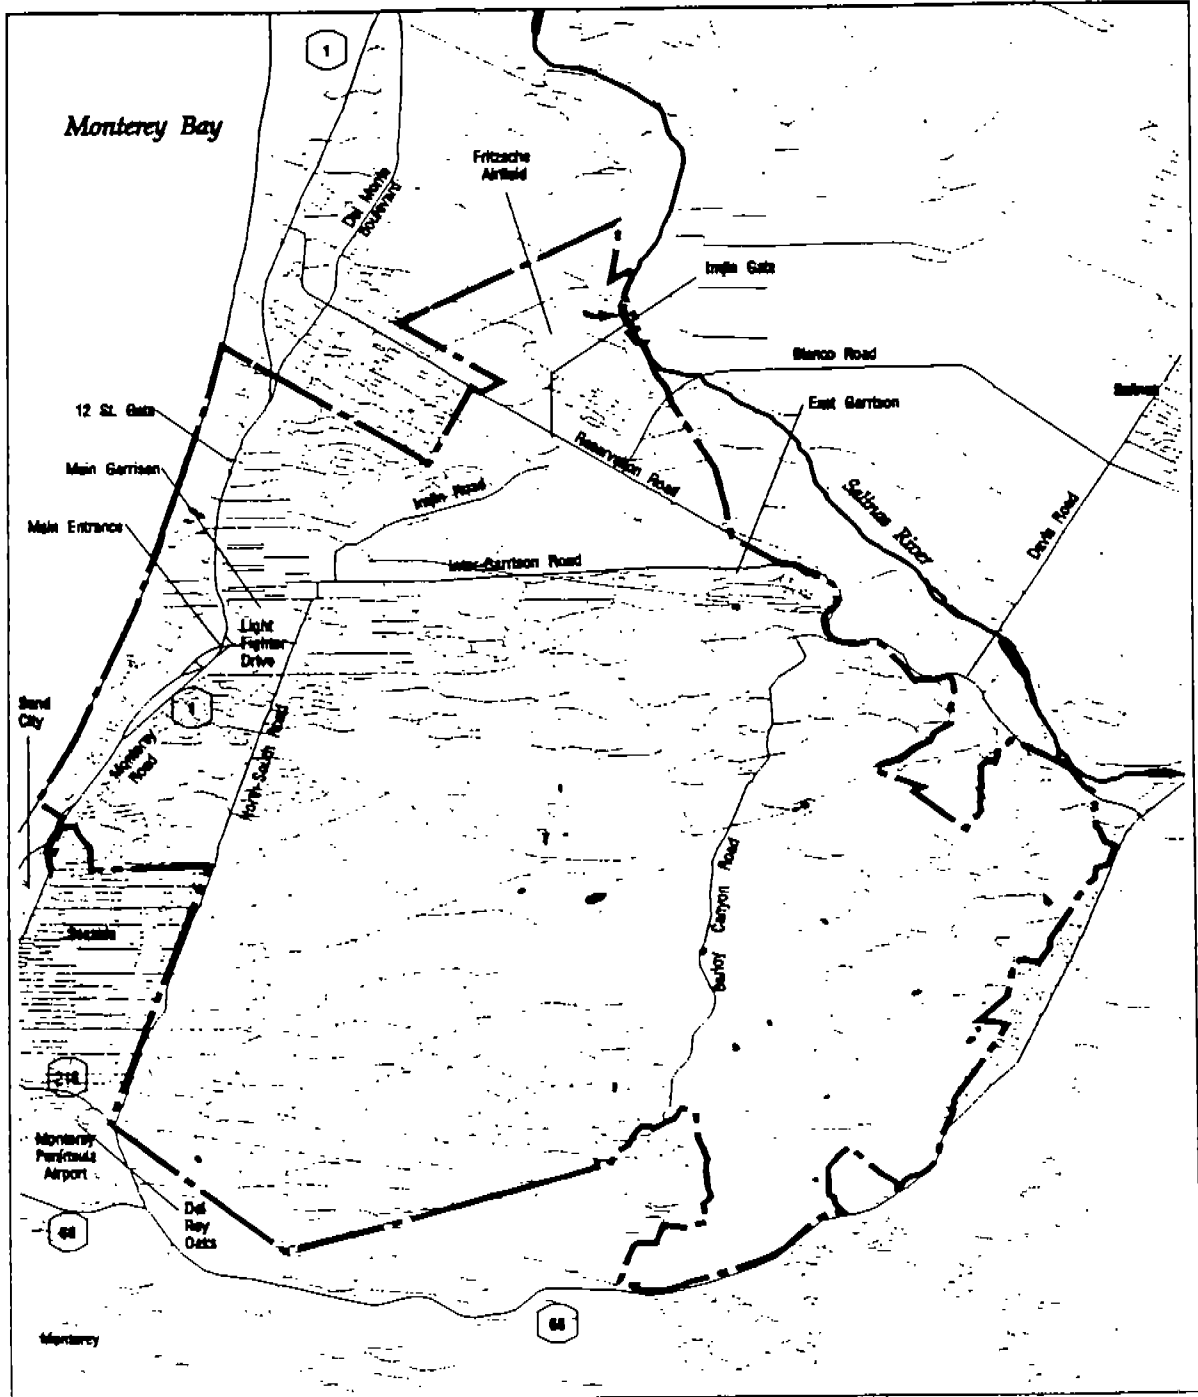 1
Monterey Bay
Fritzsche
Airfield
Del Monte
Boulevard
Imjin Gate
Blanco Road
Salinas
12 St. Gate
East Garrison
Main Garrison
Reservation Road
Imjin Road
Salinas River
Davis Road
Main Entrance
Inter-Garrison Road
Light
Fighter
Drive
Sand
City
1
Monterey
Road
North-South Road
Barloy Canyon Road
Seaside
218
Monterey
Peninsula
Airport
Del
Rey
Oaks
68
68
Monterey